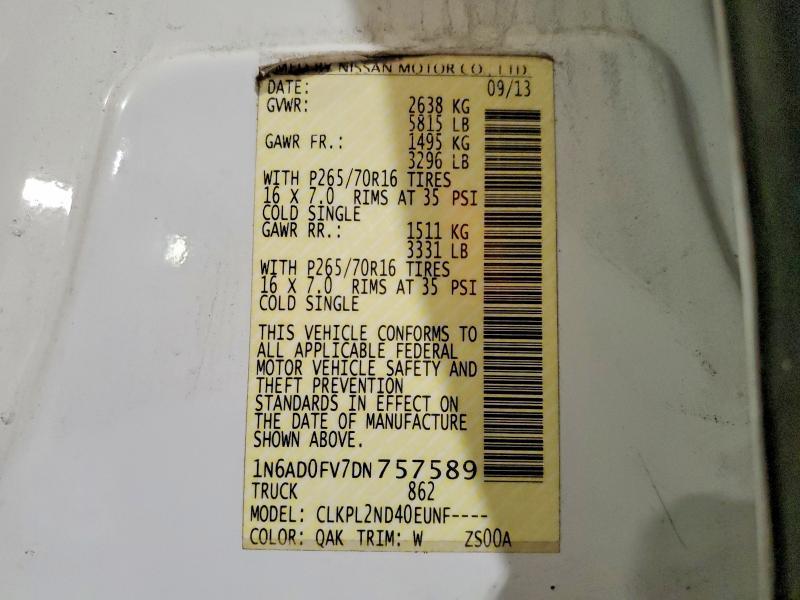 MFD BY NISSAN MOTOR CO., LTD.
DATE: 09/13
GVWR: 2638 KG
5815 LB
GAWR FR.: 1495 KG
3296 LB
WITH P265/70R16 TIRES
16 X 7.0 RIMS AT 35 PSI
COLD SINGLE
GAWR RR.: 1511 KG
3331 LB
WITH P265/70R16 TIRES
16 X 7.0 RIMS AT 35 PSI
COLD SINGLE
THIS VEHICLE CONFORMS TO
ALL APPLICABLE FEDERAL
MOTOR VEHICLE SAFETY AND
THEFT PREVENTION
STANDARDS IN EFFECT ON
THE DATE OF MANUFACTURE
SHOWN ABOVE.
1N6AD0FV7DN757589
TRUCK 862
MODEL: CLKPL2ND40EUNF----
COLOR: QAK TRIM: W ZS00A